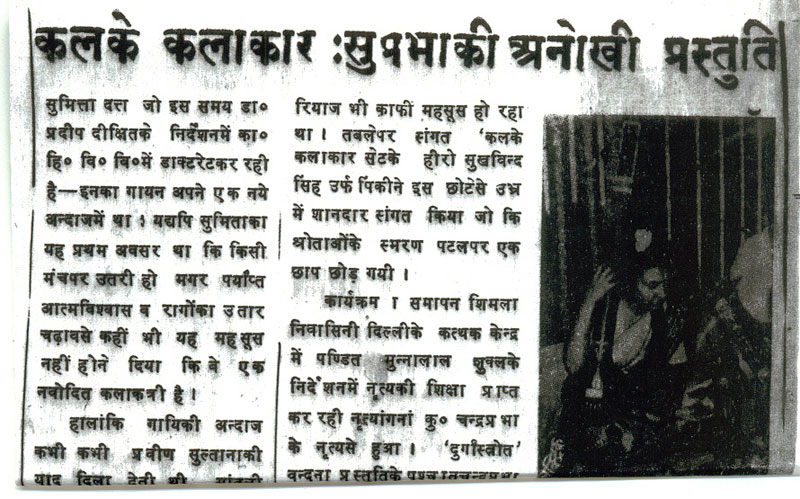 कलके कलाकार : सुप्रभाकी अनोखी प्रस्तुति
सुमित्ता दत्त जो इस समय डा०
प्रदीप दीक्षितके निर्देशनमें का०
हि० वि० वि०में डाक्टरेटकर रही
है—इनका गायन अपने एक नये
अन्दाजमें था : यद्यपि सुमिताका
यह प्रथम अवसर था कि किसी
मंचपर उतरी हो मगर पर्याप्त
आत्मविश्वास व रागोंका उतार
चढ़ावसे कहीं भी यह महसूस
नहीं होने दिया कि वे एक
नवोदित कलाकत्री है ।
हालांकि गायिकी अन्दाज
कभी कभी प्रवीण सुल्तानाकी
याद दिला देती थी
रियाज भी काफी महसूस हो रहा
था । तबलेपर संगत 'कलके
कलाकार सेटके हीरो सुखविन्द
सिंह उर्फ पिंकीने इस छोटेसे उम्र
में शानदार संगत किया जो कि
श्रोताओंके स्मरण पटलपर एक
छाप छोड़ गयी ।
कार्यक्रम ा समापन शिमला
निवासिनी दिल्लीके कत्थक केन्द्र
में पण्डित मुन्नालाल शुक्लके
निर्देशनमें नृत्यकी शिक्षा प्राप्त
कर रही नृत्यांगनां कु० चन्द्रप्रभा
के नृत्यसे हुआ । 'दुर्गास्त्रोत'
वन्दना प्रस्तुतिके पश्चातचन्द्रप्रभा